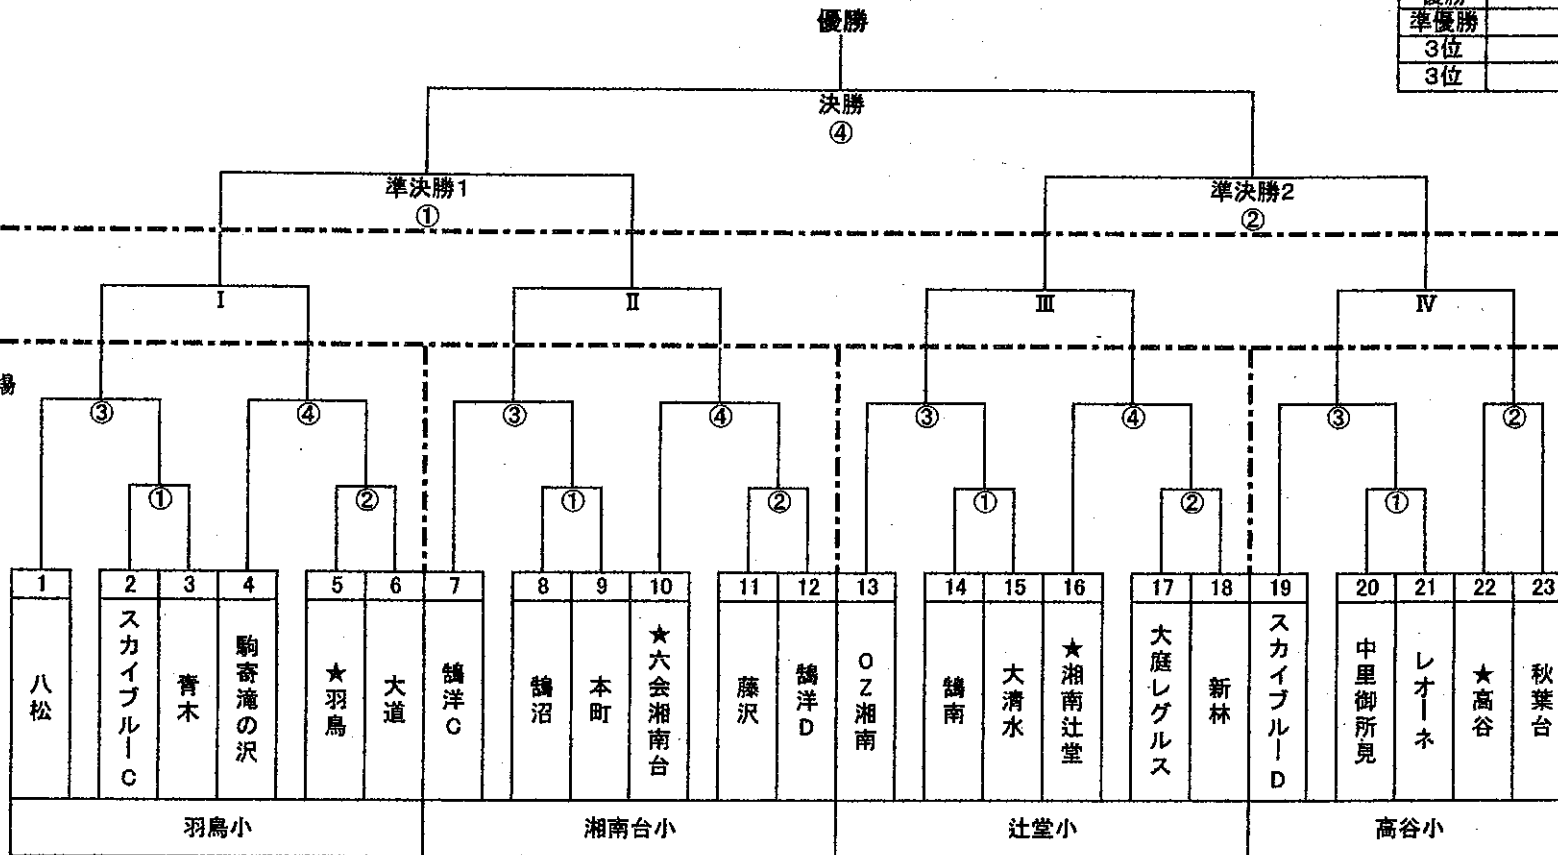 優勝
準優勝
3位
3位
決勝
④
準決勝1
①
準決勝2
②
Ⅰ
Ⅱ
Ⅲ
Ⅳ
場
③
④
③
④
③
④
③
②
①
②
①
②
①
②
①
1
2
3
4
5
6
7
8
9
10
11
12
13
14
15
16
17
18
19
20
21
22
23
八松
スカイブルーC
青木
駒寄滝の沢
★羽鳥
大道
鵠洋C
鵠沼
本町
★六会湘南台
藤沢
鵠洋D
OZ湘南
鵠南
大清水
★湘南辻堂
大庭レグルス
新林
スカイブルーD
中里御所見
レオーネ
★高谷
秋葉台
羽鳥小
湘南台小
辻堂小
高谷小